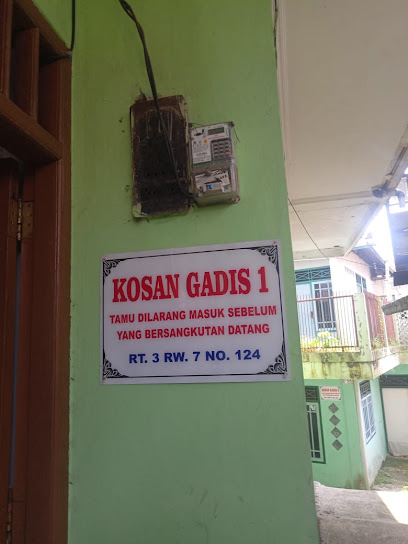 KOSAN GADIS 1
TAMU DILARANG MASUK SEBELUM
YANG BERSANGKUTAN DATANG
RT. 3 RW. 7 NO. 124